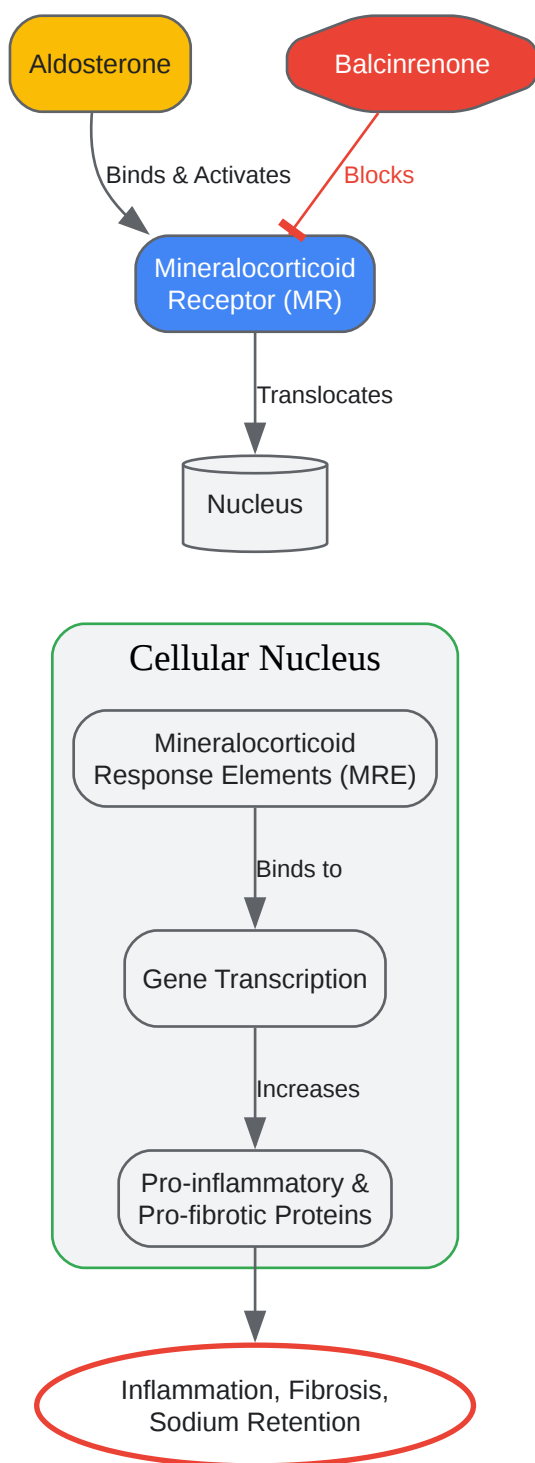 Aldosterone
Balcinrenone
Binds & Activates
Blocks
Mineralocorticoid
Receptor (MR)
Translocates
Nucleus
Cellular Nucleus
Mineralocorticoid
Response Elements (MRE)
Binds to
Gene Transcription
Increases
Pro-inflammatory &
Pro-fibrotic Proteins
Inflammation, Fibrosis,
Sodium Retention